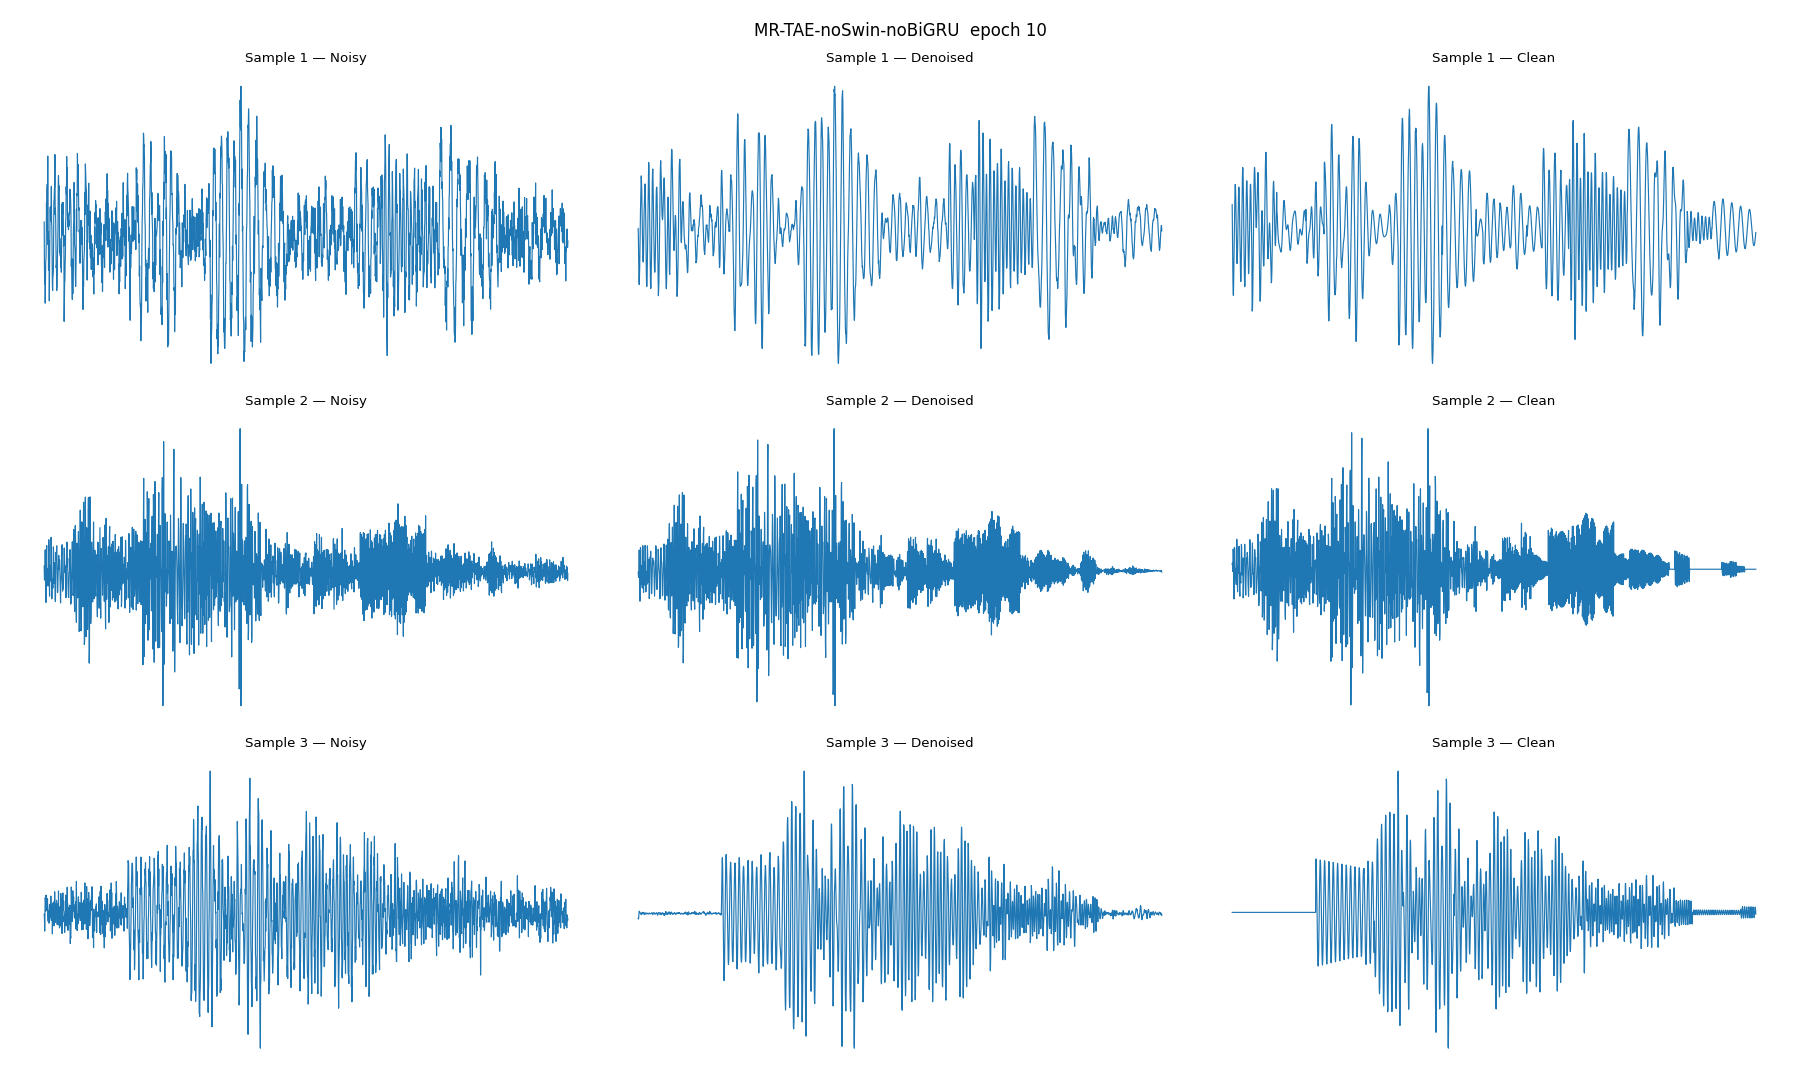 MR-TAE-noSwin-noBiGRU  epoch 10
Sample 1 — Noisy
Sample 1 — Denoised
Sample 1 — Clean
Sample 2 — Noisy
Sample 2 — Denoised
Sample 2 — Clean
Sample 3 — Noisy
Sample 3 — Denoised
Sample 3 — Clean